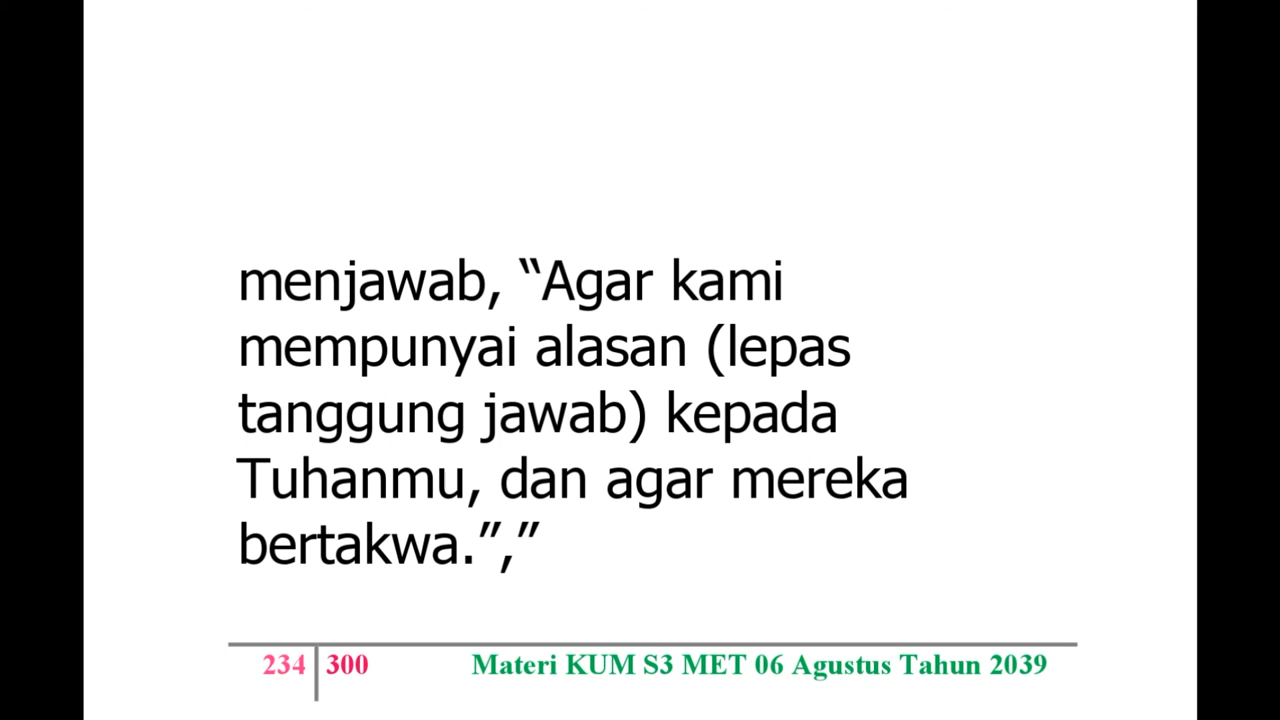 menjawab, “Agar kami
mempunyai alasan (lepas
tanggung jawab) kepada
Tuhanmu, dan agar mereka
bertakwa.”,”
234 300 Materi KUM S3 MET 06 Agustus Tahun 2039